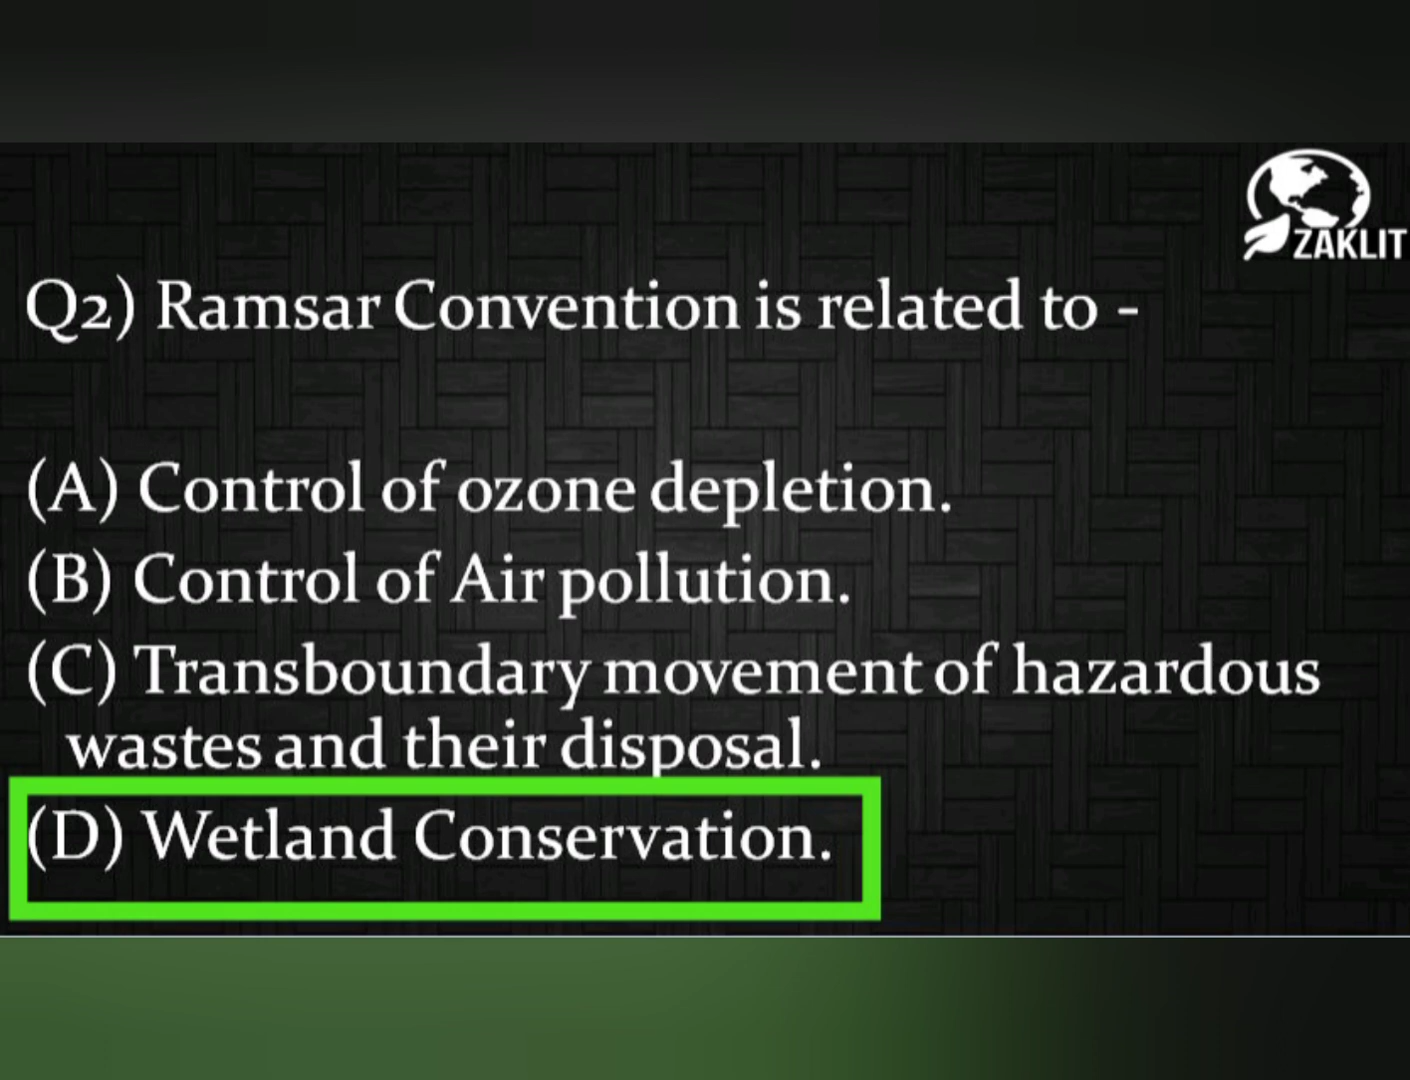 ZAKLIT
Q2) Ramsar Convention is related to -
(A) Control of ozone depletion.
(B) Control of Air pollution.
(C) Transboundary movement of hazardous
wastes and their disposal.
(D) Wetland Conservation.